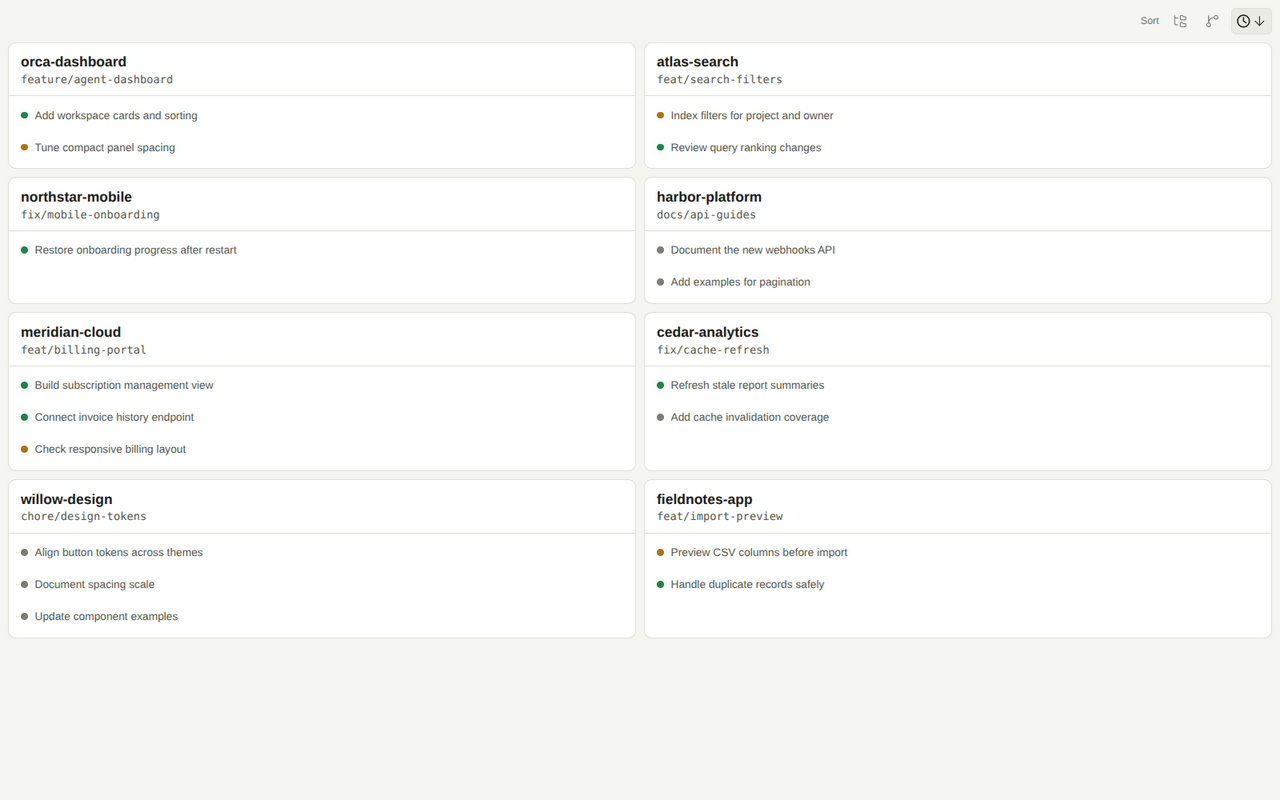 Sort
orca-dashboard
feature/agent-dashboard
Add workspace cards and sorting
Tune compact panel spacing
atlas-search
feat/search-filters
Index filters for project and owner
Review query ranking changes
northstar-mobile
fix/mobile-onboarding
Restore onboarding progress after restart
harbor-platform
docs/api-guides
Document the new webhooks API
Add examples for pagination
meridian-cloud
feat/billing-portal
Build subscription management view
Connect invoice history endpoint
Check responsive billing layout
cedar-analytics
fix/cache-refresh
Refresh stale report summaries
Add cache invalidation coverage
willow-design
chore/design-tokens
Align button tokens across themes
Document spacing scale
Update component examples
fieldnotes-app
feat/import-preview
Preview CSV columns before import
Handle duplicate records safely